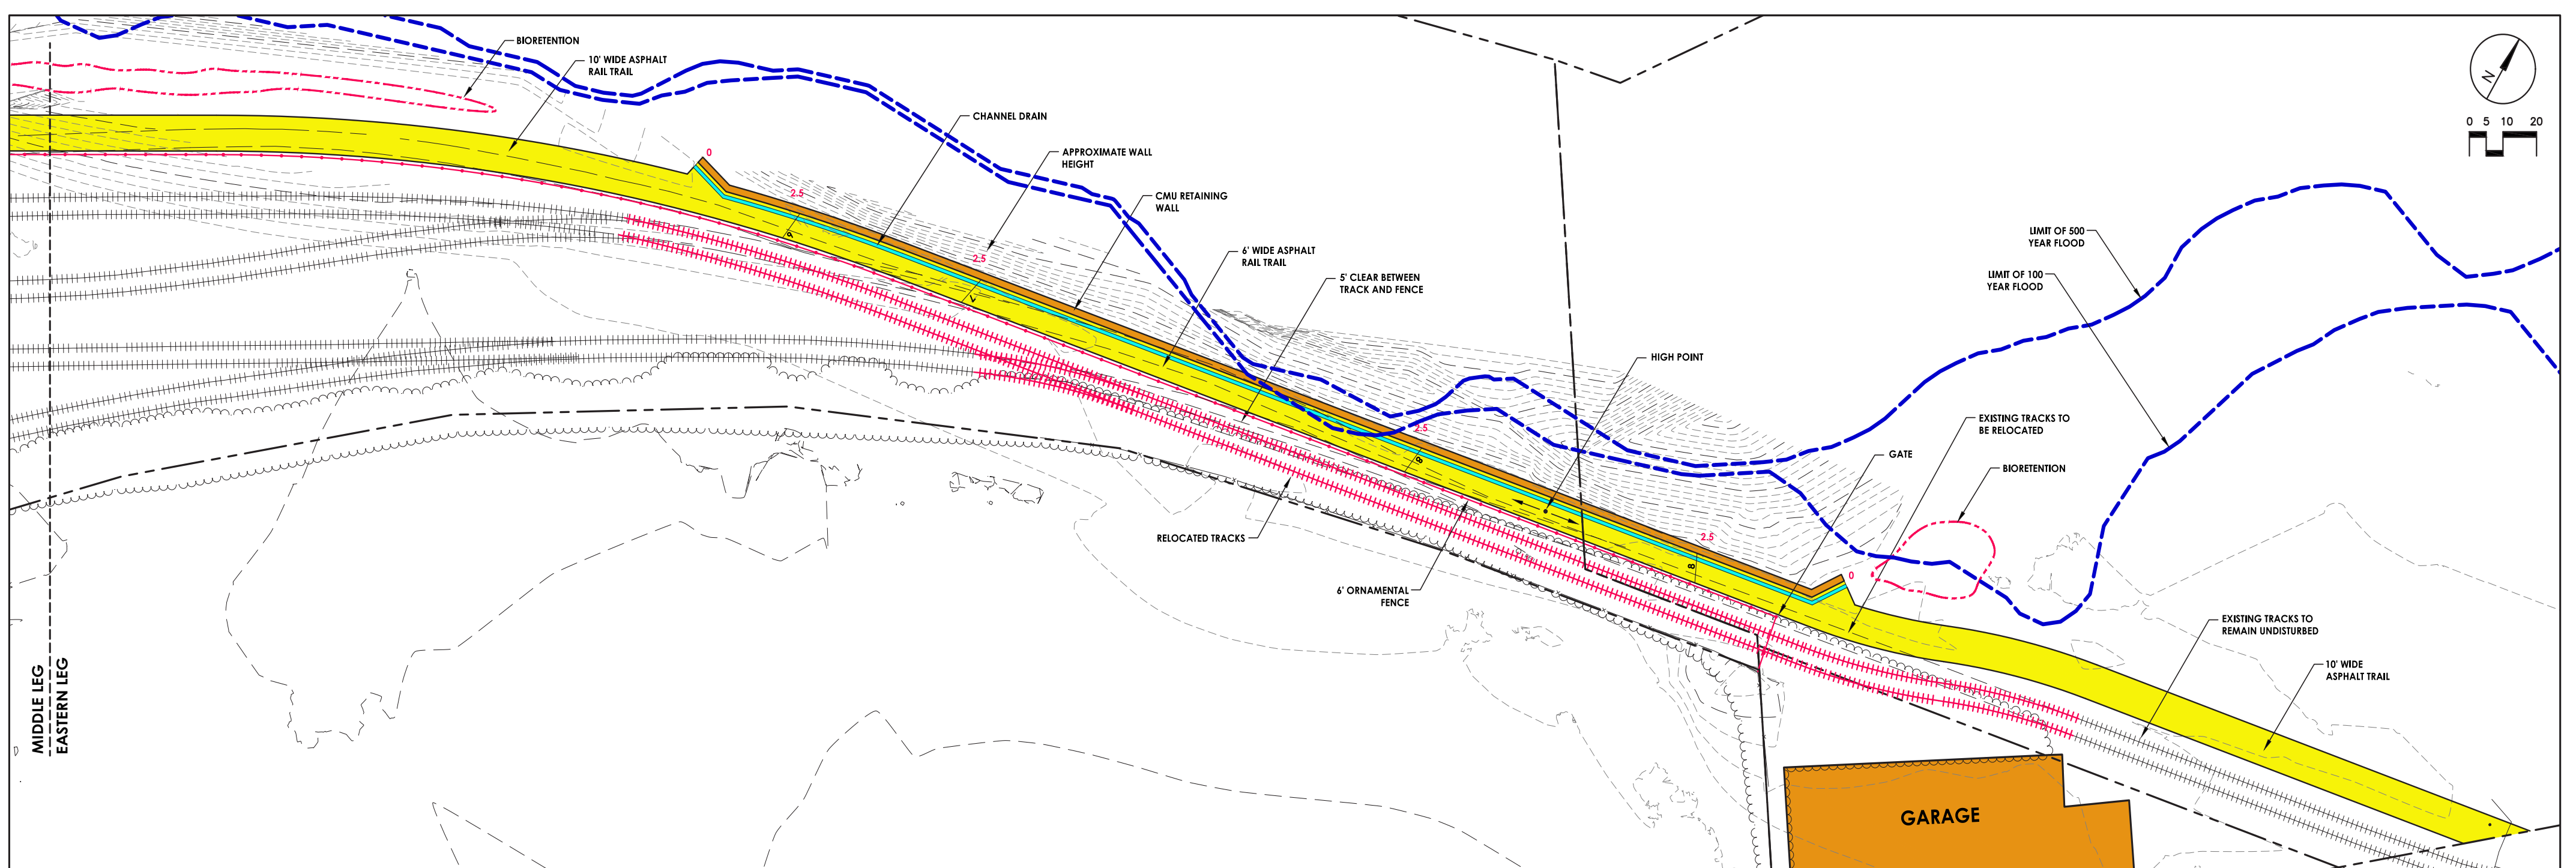 BIORETENTION
10' WIDE ASPHALT
RAIL TRAIL
N
0 5 10 20
CHANNEL DRAIN
0
APPROXIMATE WALL
HEIGHT
2.5
CMU RETAINING
WALL
9
LIMIT OF 500
YEAR FLOOD
6' WIDE ASPHALT
RAIL TRAIL
2.5
5' CLEAR BETWEEN
TRACK AND FENCE
LIMIT OF 100
YEAR FLOOD
7
HIGH POINT
EXISTING TRACKS TO
BE RELOCATED
2.5
GATE
8
BIORETENTION
RELOCATED TRACKS
2.5
8
0
6' ORNAMENTAL
FENCE
EXISTING TRACKS TO
REMAIN UNDISTURBED
10' WIDE
ASPHALT TRAIL
MIDDLE LEG
EASTERN LEG
GARAGE